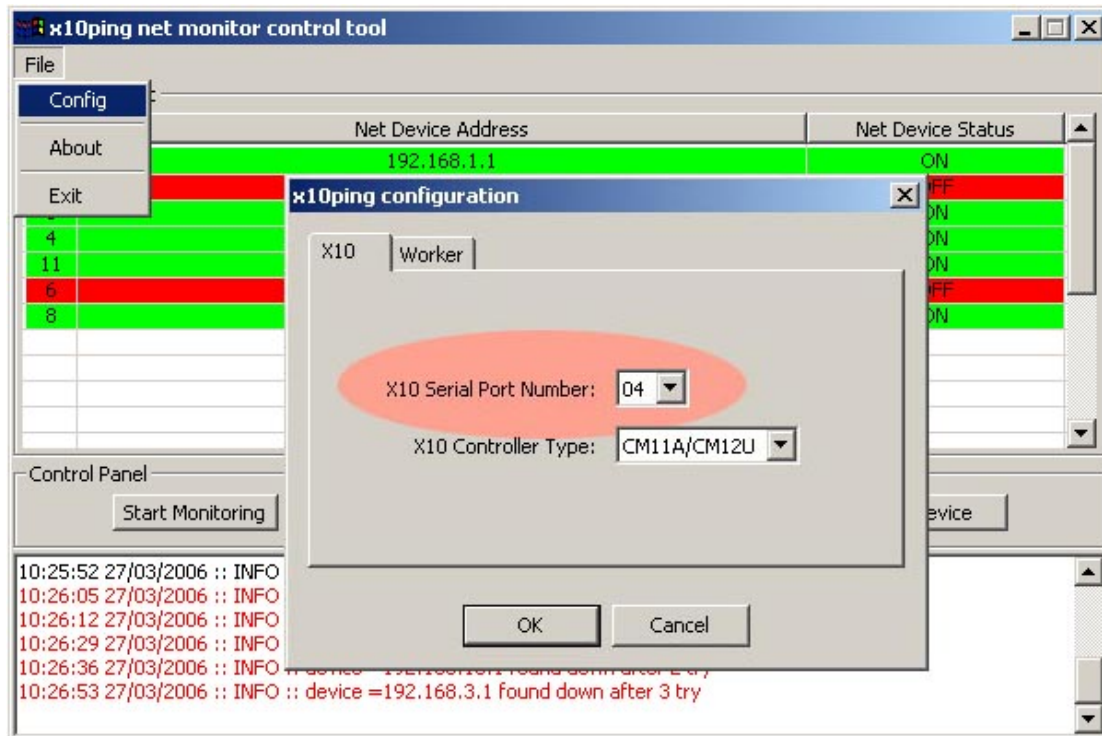 x10ping net monitor control tool
File
Config
About
Exit
Net Device Address Net Device Status
192.168.1.1 ON
ON
4 ON
11 ON
6
8 ON
x10ping configuration
X10 Worker
X10 Serial Port Number: 04
X10 Controller Type: CM11A/CM12U
OK Cancel
Control Panel
Start Monitoring
10:25:52 27/03/2006 :: INFO
10:26:05 27/03/2006 :: INFO
10:26:12 27/03/2006 :: INFO
10:26:29 27/03/2006 :: INFO
10:26:36 27/03/2006 :: INFO
10:26:53 27/03/2006 :: INFO :: device =192.168.3.1 found down after 3 try